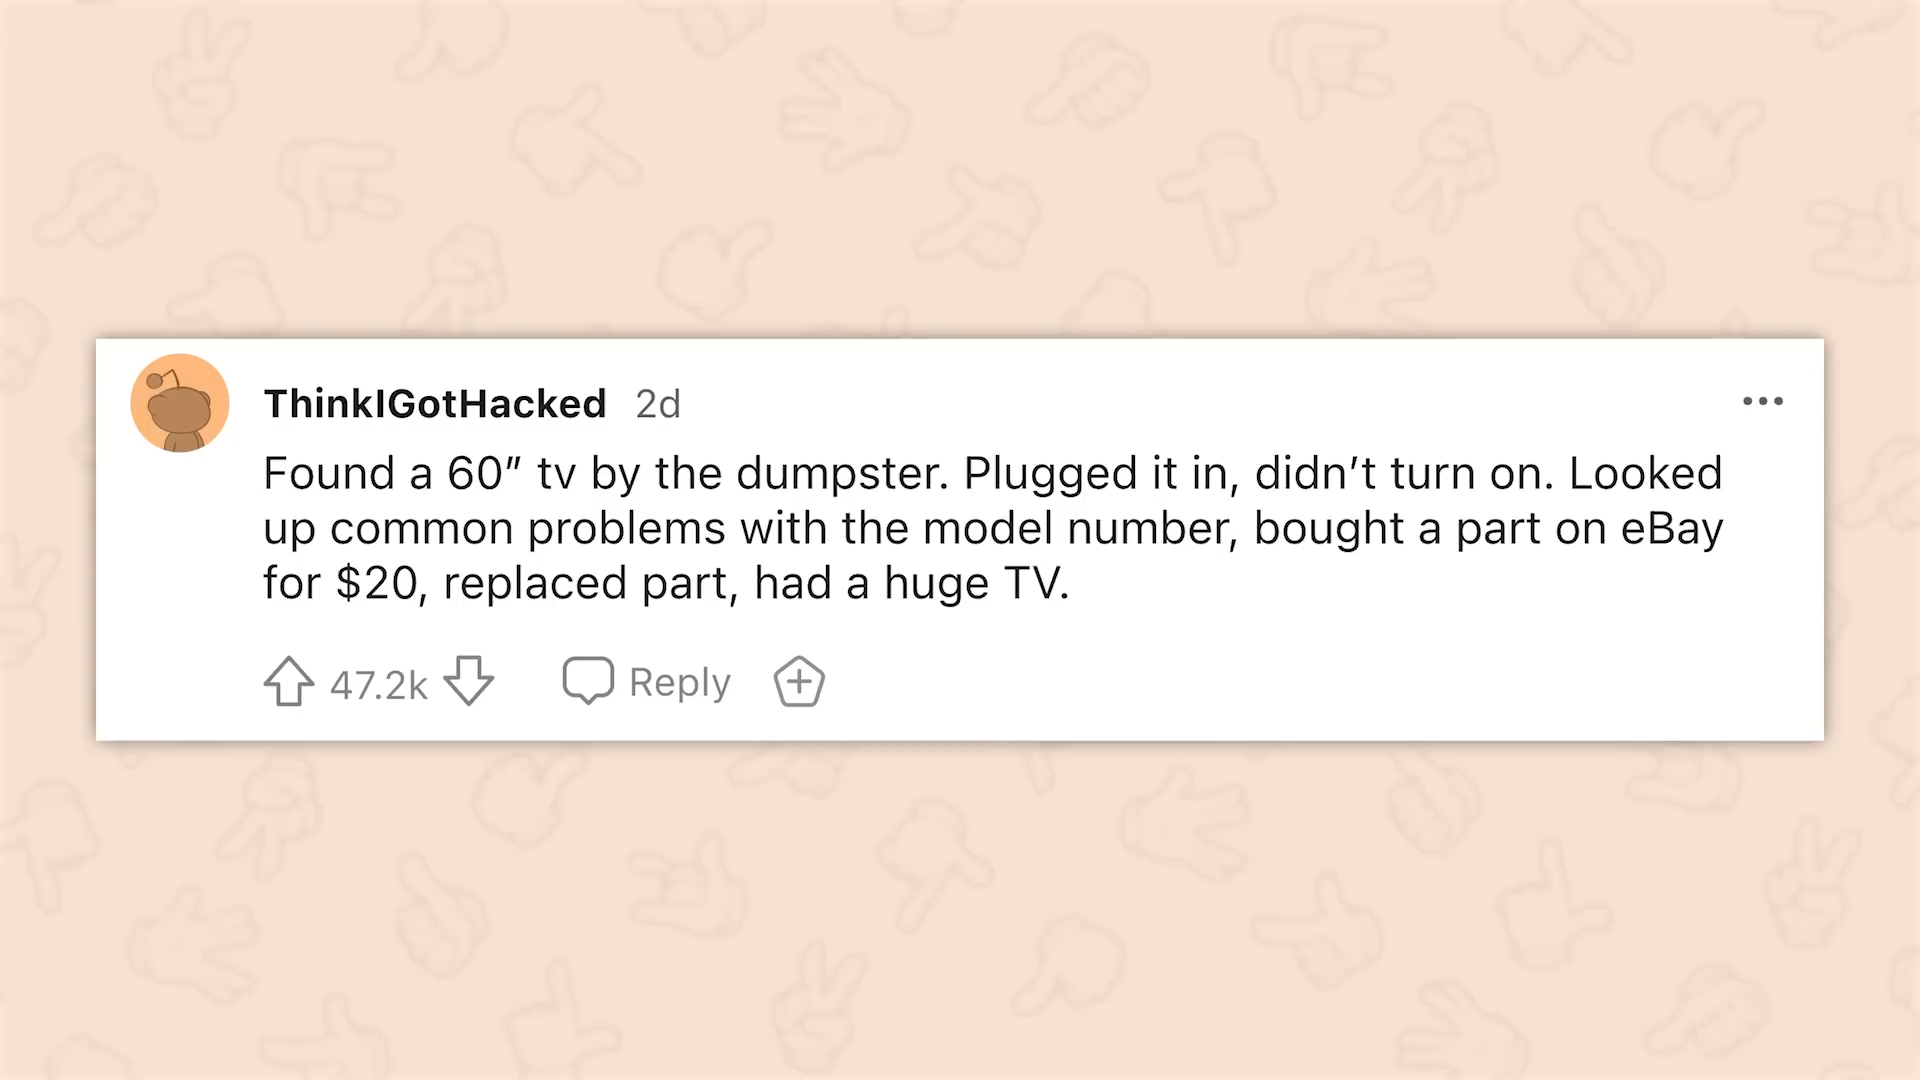 ThinkIGotHacked 2d
Found a 60” tv by the dumpster. Plugged it in, didn’t turn on. Looked
up common problems with the model number, bought a part on eBay
for $20, replaced part, had a huge TV.
47.2k Reply